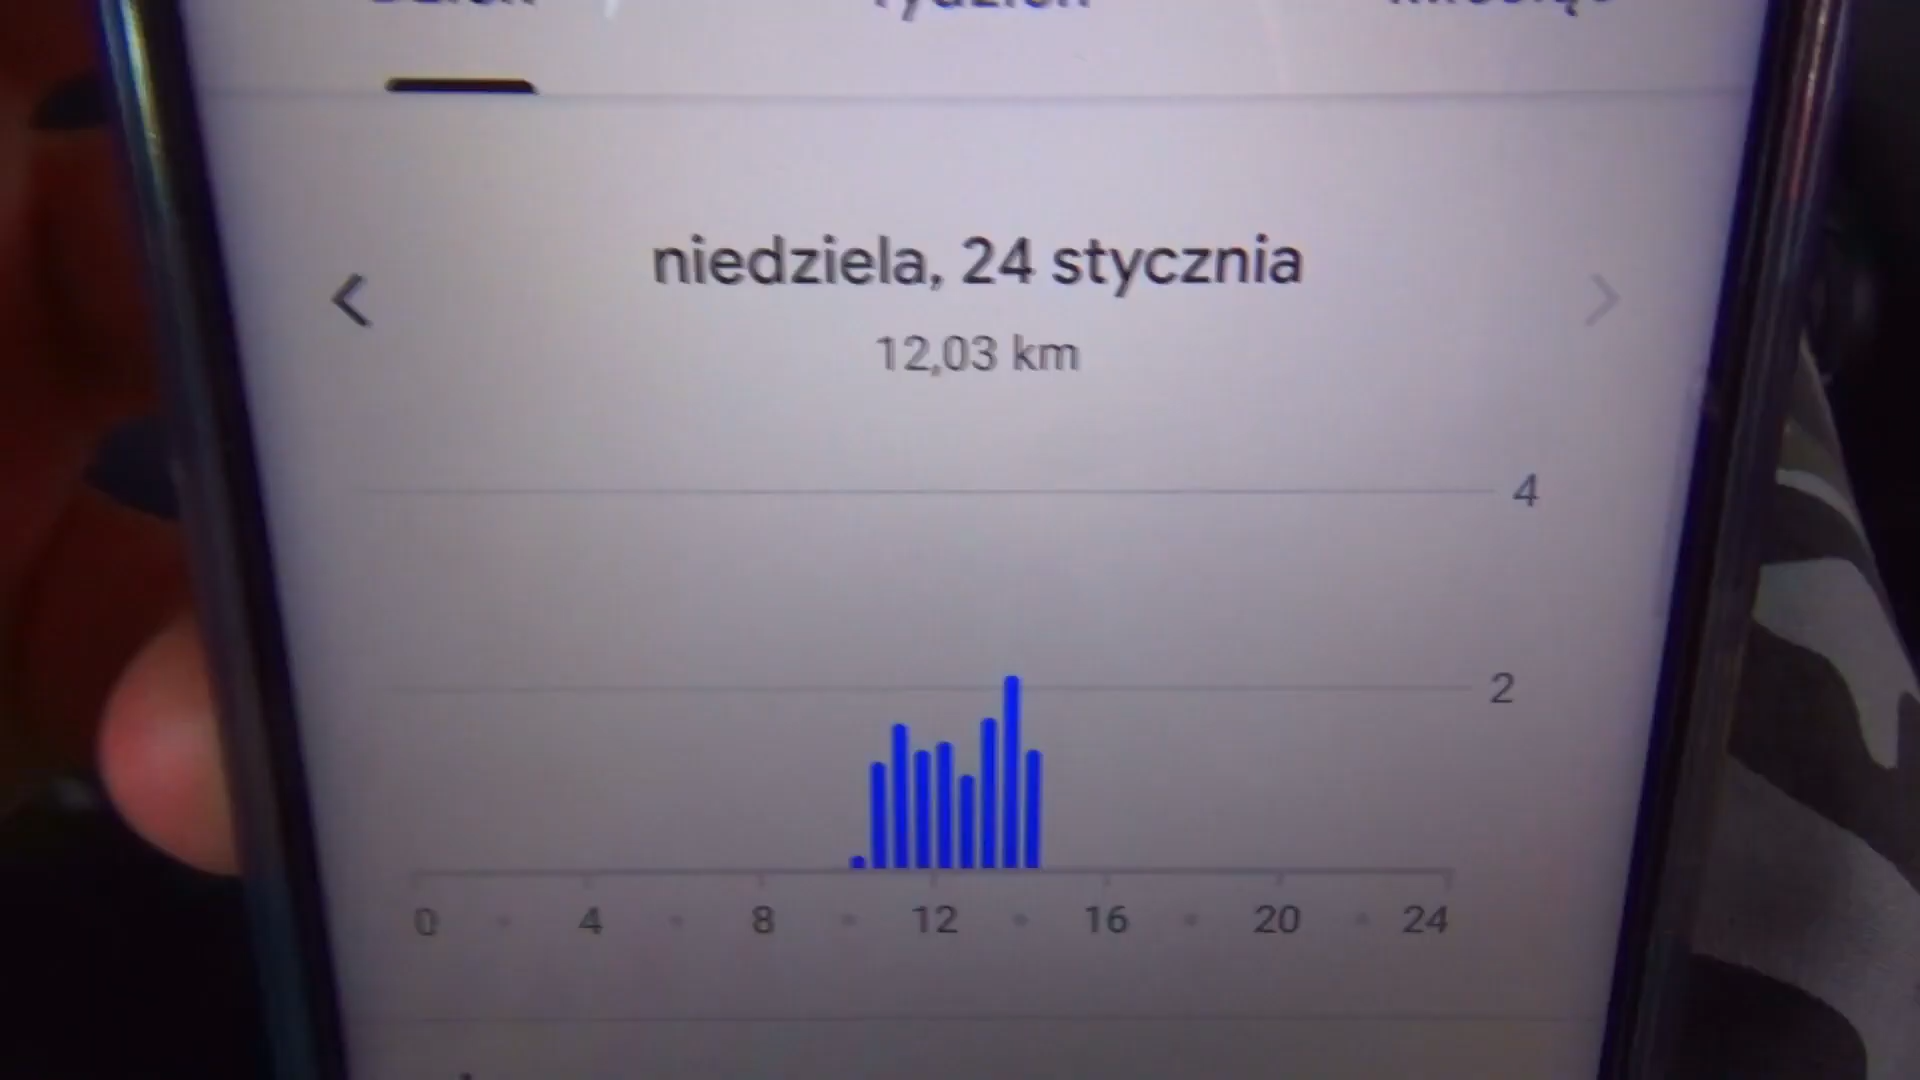 niedziela, 24 stycznia
12,03 km
4
2
0 4 8 12 16 20 24